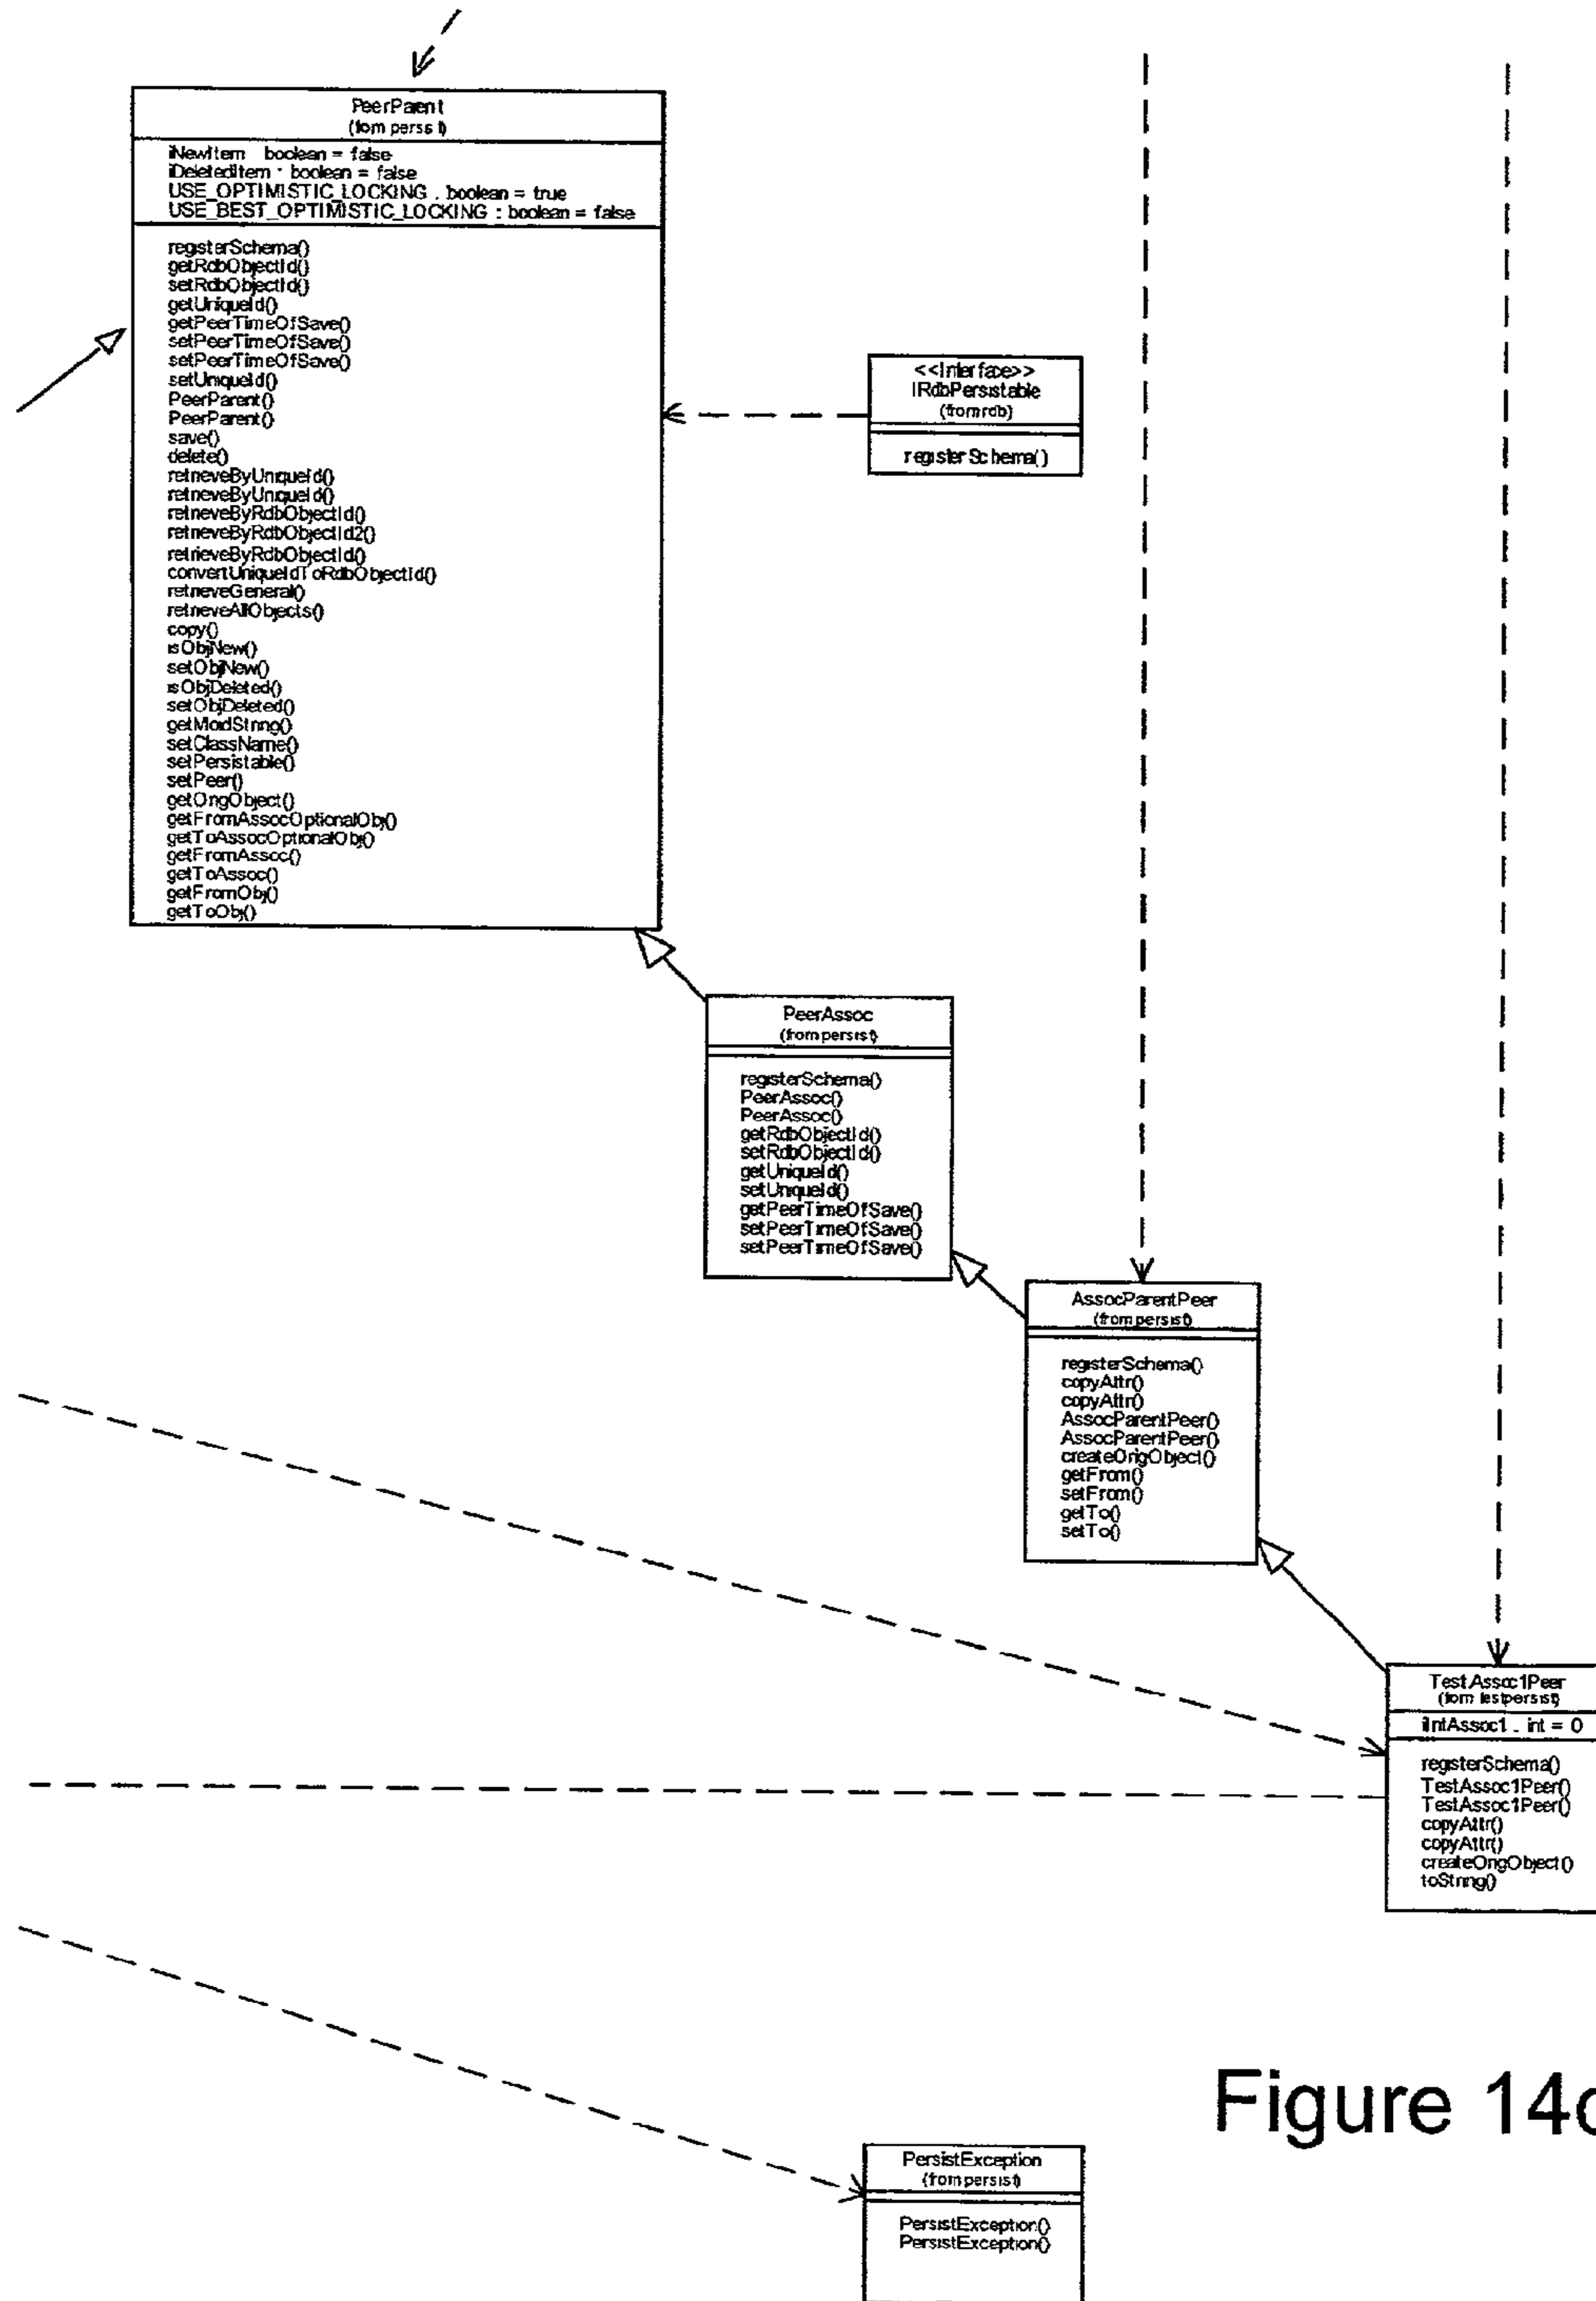 PeerParent
(from persist)
iNewItem boolean = false
iDeletedItem : boolean = false
USE_OPTIMISTIC_LOCKING . boolean = true
USE_BEST_OPTIMISTIC_LOCKING : boolean = false
registerSchema()
getRdbObjectId()
setRdbObjectId()
getUniqueId()
getPeerTimeOfSave()
setPeerTimeOfSave()
setPeerTimeOfSave()
setUniqueId()
PeerParent()
PeerParent()
save()
delete()
retrieveByUniqueId()
retrieveByUniqueId()
retrieveByRdbObjectId()
retrieveByRdbObjectId2()
retrieveByRdbObjectId()
convertUniqueIdToRdbObjectId()
retrieveGeneral()
retrieveAllObjects()
copy()
isObjNew()
setObjNew()
isObjDeleted()
setObjDeleted()
getModString()
setClassName()
setPersistable()
setPeer()
getOrigObject()
getFromAssocOptionalObj()
getToAssocOptionalObj()
getFromAssoc()
getToAssoc()
getFromObj()
getToObj()
<<Interface>>
IRdbPersistable
(from rdb)
registerSchema()
PeerAssoc
(from persist)
registerSchema()
PeerAssoc()
PeerAssoc()
getRdbObjectId()
setRdbObjectId()
getUniqueId()
setUniqueId()
getPeerTimeOfSave()
setPeerTimeOfSave()
setPeerTimeOfSave()
AssocParentPeer
(from persist)
registerSchema()
copyAttr()
copyAttr()
AssocParentPeer()
AssocParentPeer()
createOrigObject()
getFrom()
setFrom()
getTo()
setTo()
TestAssoc1Peer
(from testpersist)
iIntAssoc1 . int = 0
registerSchema()
TestAssoc1Peer()
TestAssoc1Peer()
copyAttr()
copyAttr()
createOrigObject()
toString()
Figure
PersistException
(from persist)
PersistException()
PersistException()